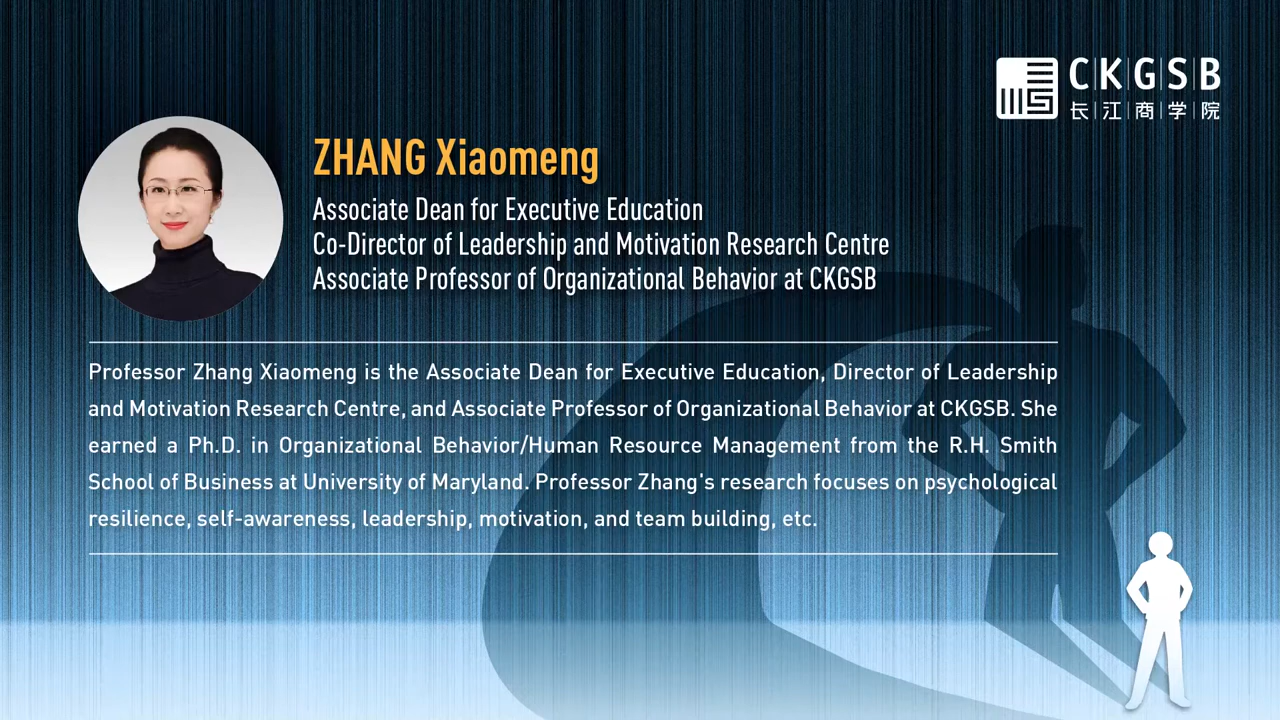 CKGSB
长江商学院
ZHANG Xiaomeng
Associate Dean for Executive Education
Co-Director of Leadership and Motivation Research Centre
Associate Professor of Organizational Behavior at CKGSB
Professor Zhang Xiaomeng is the Associate Dean for Executive Education, Director of Leadership
and Motivation Research Centre, and Associate Professor of Organizational Behavior at CKGSB. She
earned a Ph.D. in Organizational Behavior/Human Resource Management from the R.H. Smith
School of Business at University of Maryland. Professor Zhang's research focuses on psychological
resilience, self-awareness, leadership, motivation, and team building, etc.